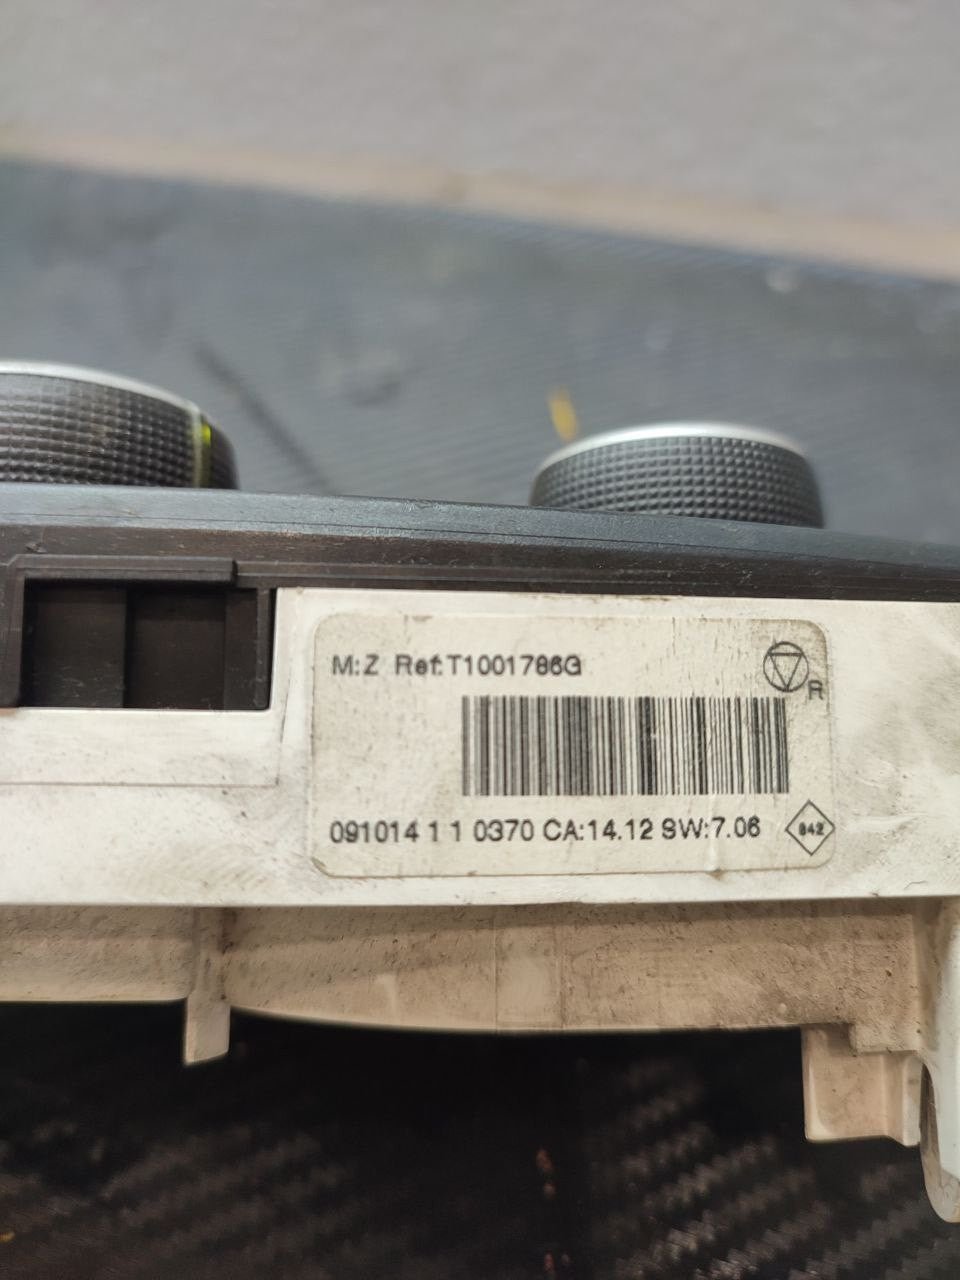 M:Z Ref:T1001786G
R
091014 1 1 0370 CA:14.12 SW:7.06
842